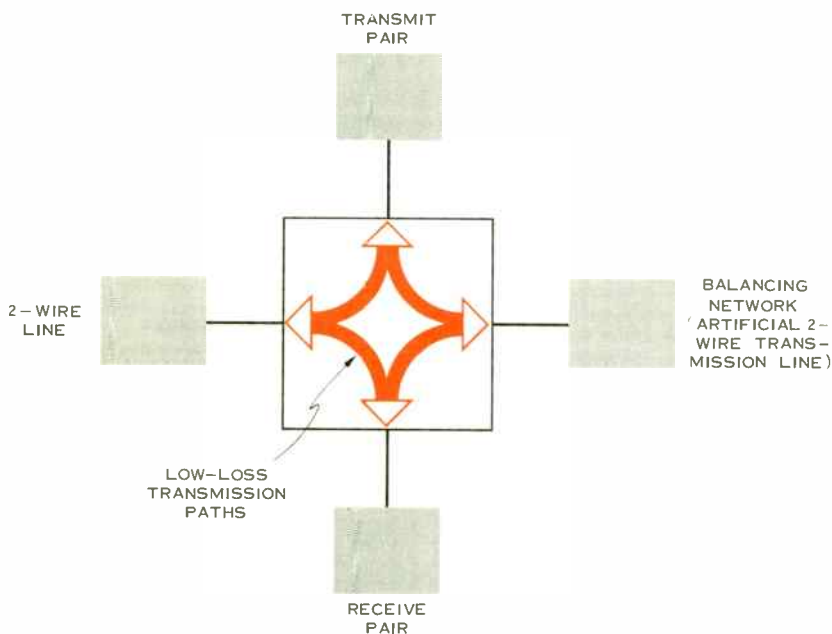 TRANSMIT
PAIR
2-WIRE
LINE
BALANCING
NETWORK
(ARTIFICIAL 2-
WIRE TRANS-
MISSION LINE)
LOW-LOSS
TRANSMISSION
PATHS
RECEIVE
PAIR